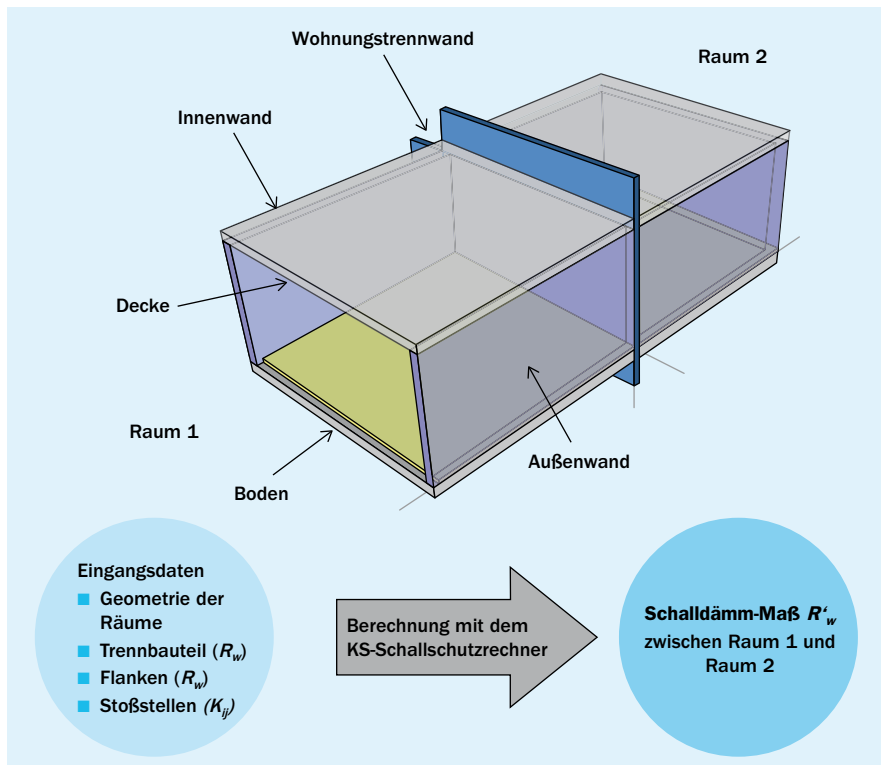 Wohnungstrennwand
Raum 2
Innenwand
Decke
Raum 1
Außenwand
Boden
Eingangsdaten
■ Geometrie der
Räume
■ Trennbauteil (Rw)
■ Flanken (Rw)
■ Stoßstellen (Kij)
Berechnung mit dem
KS-Schallschutzrechner
Schalldämm-Maß R‘w
zwischen Raum 1 und
Raum 2